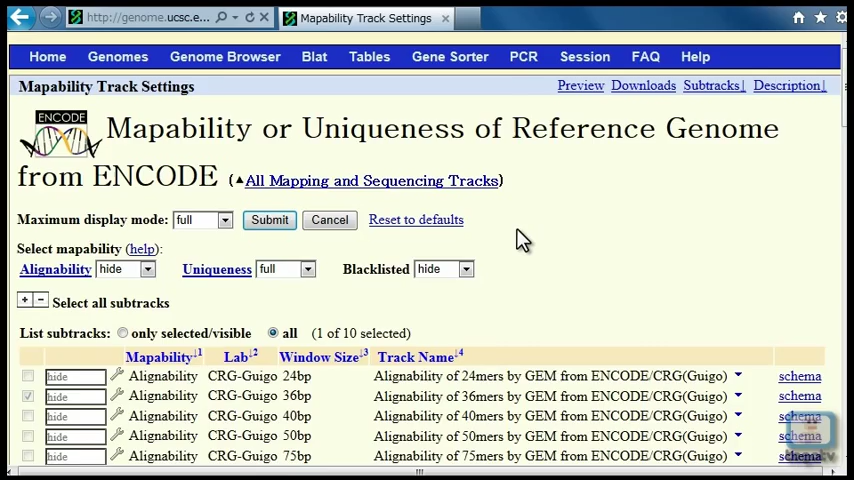 http://genome.ucsc.e...
Mapability Track Settings
Home Genomes Genome Browser Blat Tables Gene Sorter PCR Session FAQ Help
Mapability Track Settings Preview Downloads Subtracks↓ Description↓
ENCODE
Mapability or Uniqueness of Reference Genome
from ENCODE (▲All Mapping and Sequencing Tracks)
Maximum display mode: full Submit Cancel Reset to defaults
Select mapability (help):
Alignability hide Uniqueness full Blacklisted hide
+ - Select all subtracks
List subtracks: only selected/visible all (1 of 10 selected)
Mapability↓1 Lab↓2 Window Size↓3 Track Name↓4
hide Alignability CRG-Guigo 24bp Alignability of 24mers by GEM from ENCODE/CRG(Guigo) schema
hide Alignability CRG-Guigo 36bp Alignability of 36mers by GEM from ENCODE/CRG(Guigo) schema
hide Alignability CRG-Guigo 40bp Alignability of 40mers by GEM from ENCODE/CRG(Guigo) schema
hide Alignability CRG-Guigo 50bp Alignability of 50mers by GEM from ENCODE/CRG(Guigo) schema
hide Alignability CRG-Guigo 75bp Alignability of 75mers by GEM from ENCODE/CRG(Guigo) schema